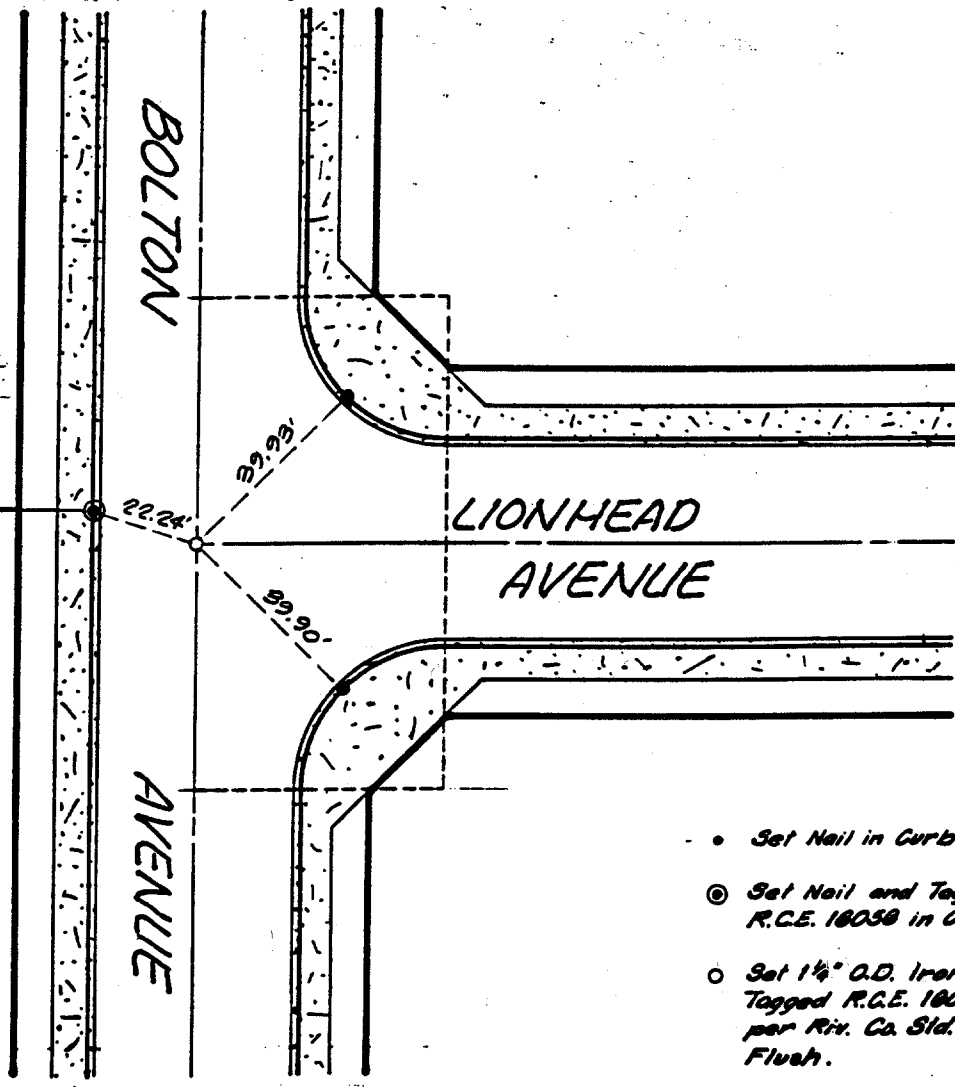 BOLTON
39.93'
22.24'
LIONHEAD
AVENUE
39.90'
AVENUE
• Set Nail in Curb
Set Nail and Tag
R.C.E. 16058 in
Set 1¼" O.D. Iron
Tagged R.C.E.
per Riv. Co. Std.
Flush.